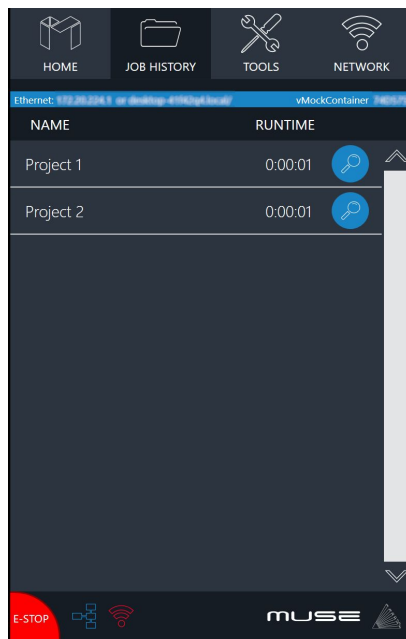 HOME JOB HISTORY TOOLS NETWORK
Ethernet: vMockContainer
NAME RUNTIME
Project 1 0:00:01
Project 2 0:00:01
E-STOP muse